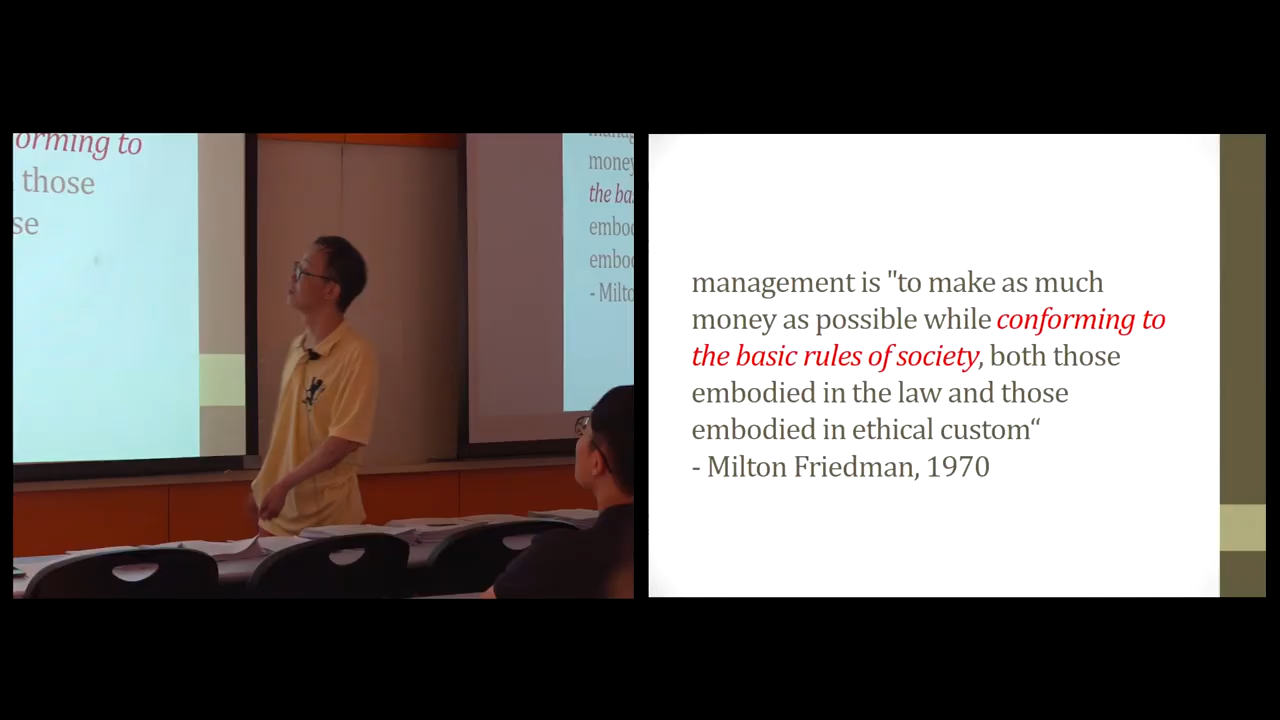 orming to
those
se
money
the ba
embod
embod
- Milto
management is "to make as much
money as possible while conforming to
the basic rules of society, both those
embodied in the law and those
embodied in ethical custom“
- Milton Friedman, 1970